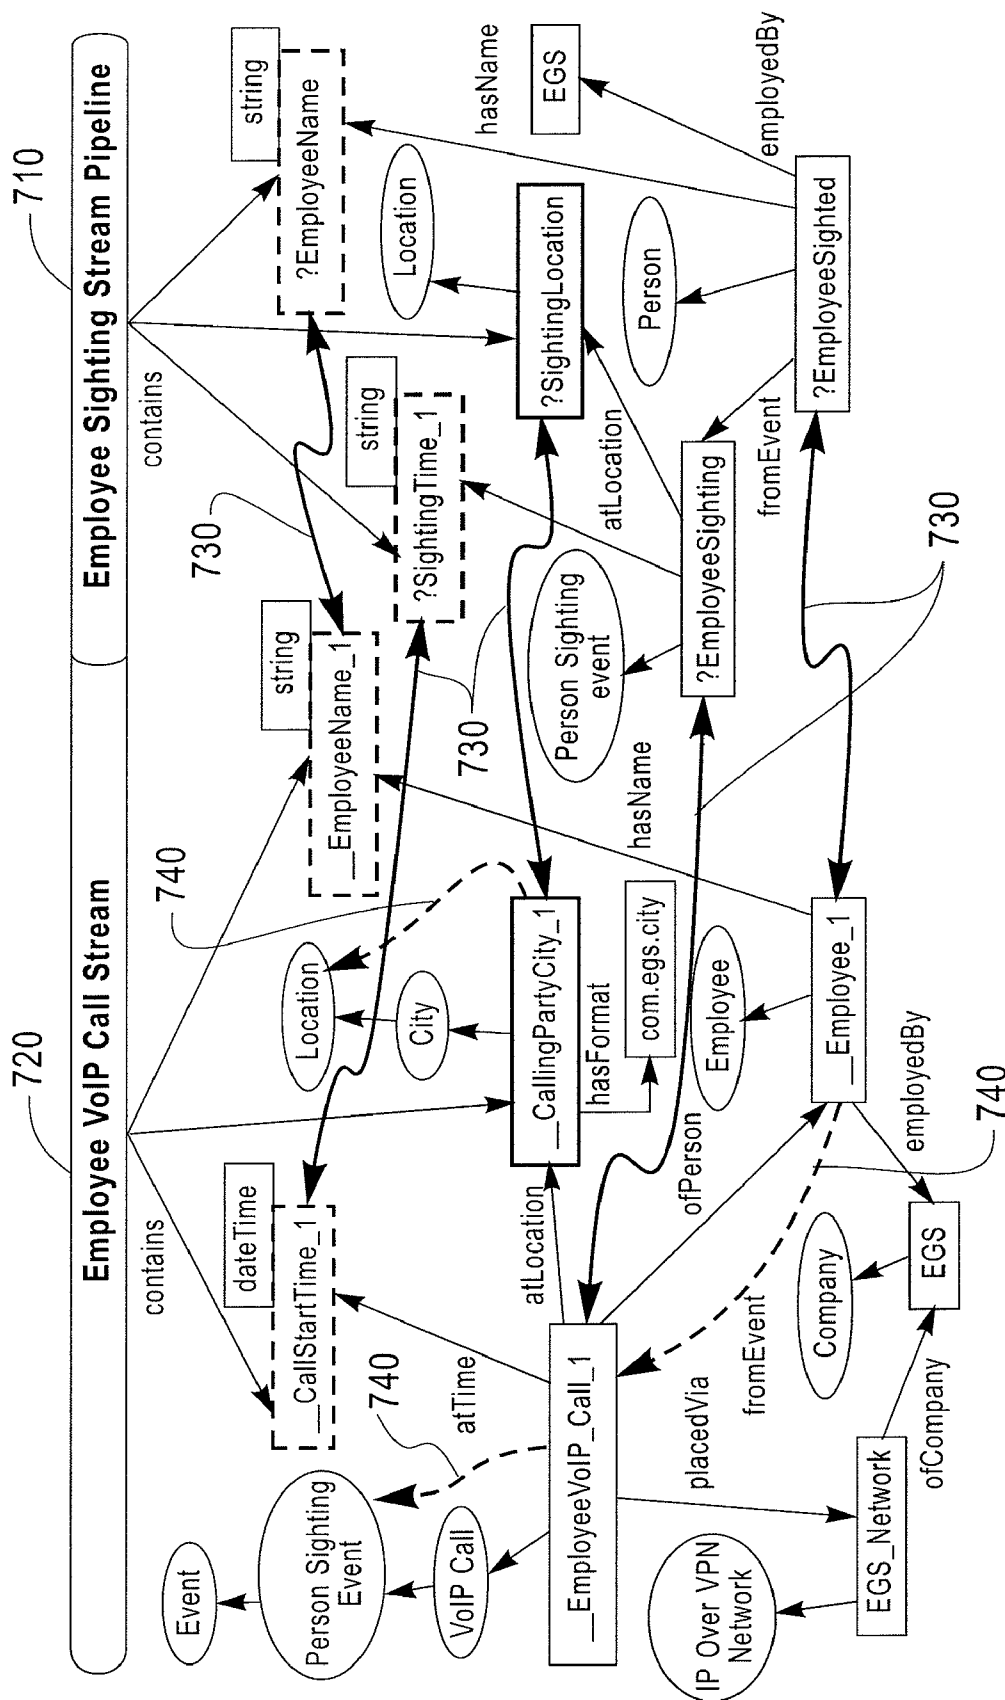 720
Employee VoIP Call Stream
710
Employee Sighting Stream Pipeline
contains
contains
Event
Person Sighting
Event
VoIP Call
740
dateTime
__CallStartTime_1
atTime
Location
City
740
string
__EmployeeName_1
730
string
?EmployeeName
string
?SightingTime_1
730
Location
?SightingLocation
hasName
EGS
__EmployeeVoIP_Call_1
atLocation
__CallingPartyCity_1
hasFormat
com.egs.city
hasName
Person Sighting
event
atLocation
?EmployeeSighting
Person
employedBy
fromEvent
?EmployeeSighted
730
IP Over VPN
Network
EGS_Network
placedVia
ofCompany
fromEvent
ofPerson
Company
EGS
Employee
__Employee_1
employedBy
740